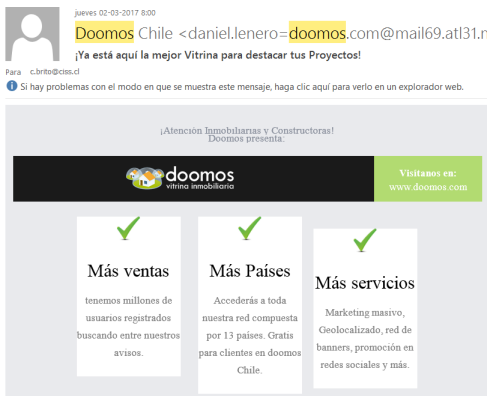 jueves 02-03-2017 8:00
Doomos Chile <daniel.lenero=doomos.com@mail69.atl31.
¡Ya está aquí la mejor Vitrina para destacar tus Proyectos!
Para c.brito@ciss.cl
Si hay problemas con el modo en que se muestra este mensaje, haga clic aquí para verlo en un explorador web.
¡Atención Inmobiliarias y Constructoras!
Doomos presenta:
doomos
vitrina inmobiliaria
Visitanos en:
www.doomos.com
Más ventas
tenemos millones de
usuarios registrados
buscando entre nuestros
avisos.
Más Países
Accederás a toda
nuestra red compuesta
por 13 países. Gratis
para clientes en doomos
Chile.
Más servicios
Marketing masivo,
Geolocalizado, red de
banners, promoción en
redes sociales y más.